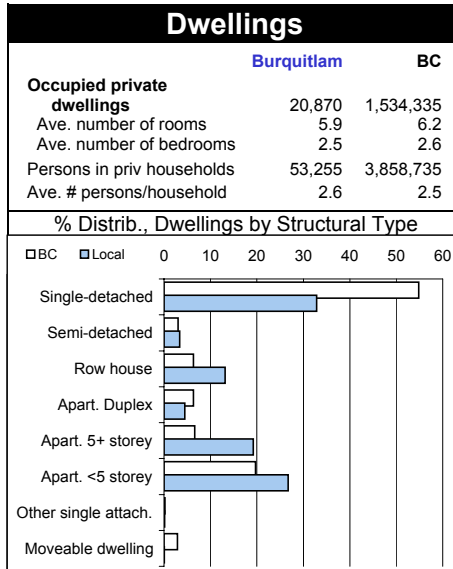 Dwellings
Burquitlam BC
Occupied private
dwellings 20,870 1,534,335
Ave. number of rooms 5.9 6.2
Ave. number of bedrooms 2.5 2.6
Persons in priv households 53,255 3,858,735
Ave. # persons/household 2.6 2.5
% Distrib., Dwellings by Structural Type
BC Local 0 10 20 30 40 50 60
Single-detached
Semi-detached
Row house
Apart. Duplex
Apart. 5+ storey
Apart. <5 storey
Other single attach.
Moveable dwelling